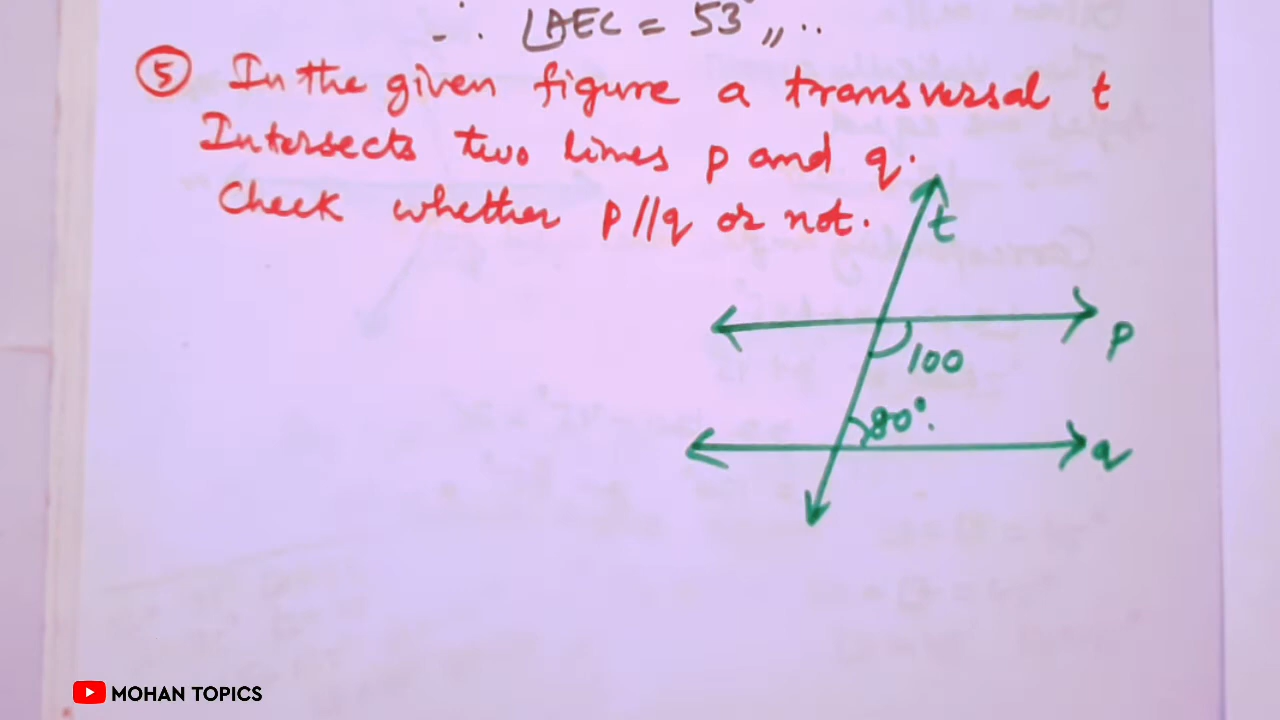 ∴ ∠AEC = 53° ,, ..
⑤ In the given figure a transversal t
Intersects two lines p and q.
Check whether p//q or not.
t
p
100
80°.
q
MOHAN TOPICS